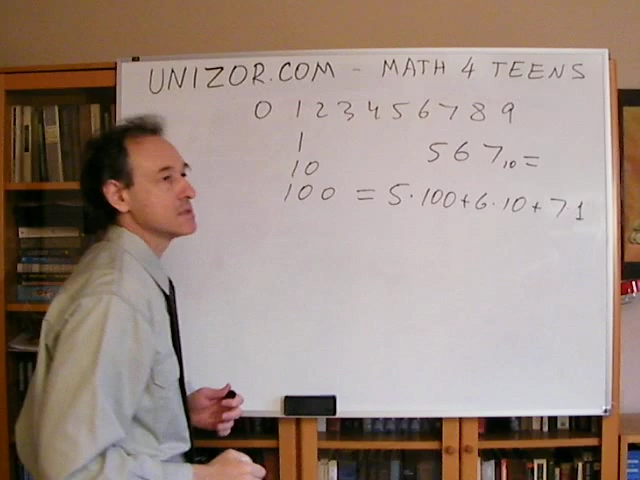 UNIZOR.COM - MATH 4 TEENS
0 1 2 3 4 5 6 7 8 9
1
567₁₀ =
10
100 = 5·100+6·10+7·1